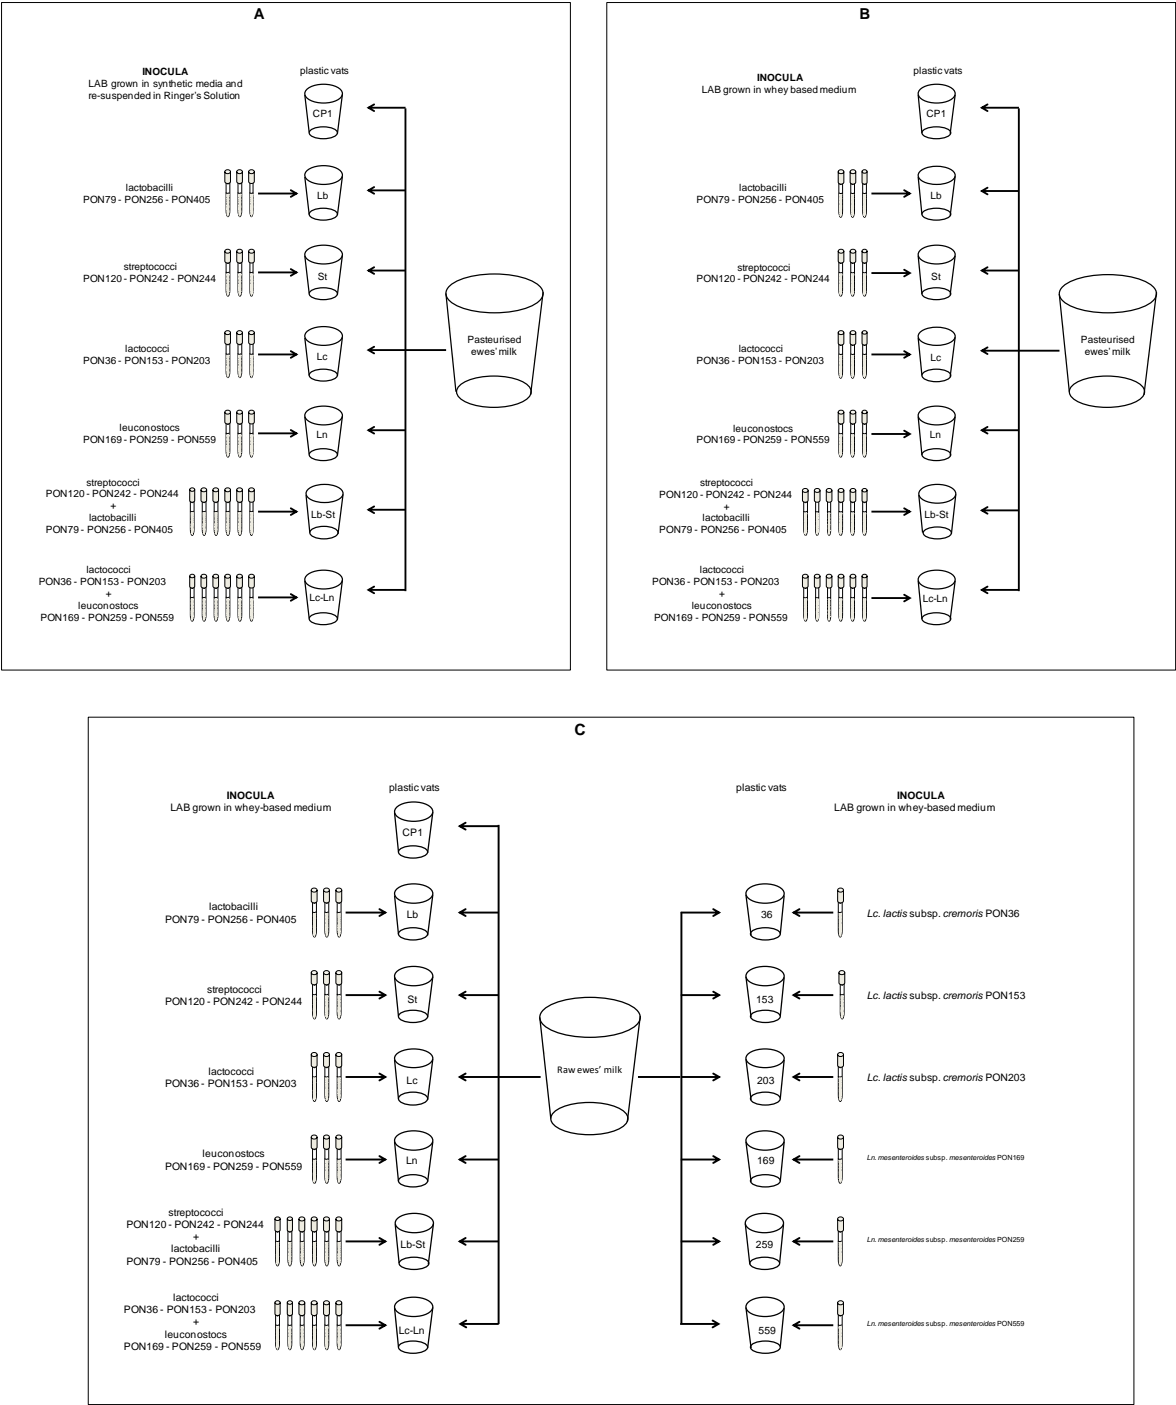 A
INOCULA
LAB grown in synthetic media and
re-suspended in Ringer's Solution
plastic vats
CP1
lactobacilli
PON79 - PON256 - PON405
Lb
streptococci
PON120 - PON242 - PON244
St
lactococci
PON36 - PON153 - PON203
Lc
leuconostocs
PON169 - PON259 - PON559
Ln
streptococci
PON120 - PON242 - PON244
+
lactobacilli
PON79 - PON256 - PON405
Lb-St
lactococci
PON36 - PON153 - PON203
+
leuconostocs
PON169 - PON259 - PON559
Lc-Ln
Pasteurised
ewes' milk
B
INOCULA
LAB grown in whey based medium
plastic vats
CP1
lactobacilli
PON79 - PON256 - PON405
Lb
streptococci
PON120 - PON242 - PON244
St
lactococci
PON36 - PON153 - PON203
Lc
leuconostocs
PON169 - PON259 - PON559
Ln
streptococci
PON120 - PON242 - PON244
+
lactobacilli
PON79 - PON256 - PON405
Lb-St
lactococci
PON36 - PON153 - PON203
+
leuconostocs
PON169 - PON259 - PON559
Lc-Ln
Pasteurised
ewes' milk
C
INOCULA
LAB grown in whey-based medium
plastic vats
CP1
lactobacilli
PON79 - PON256 - PON405
Lb
streptococci
PON120 - PON242 - PON244
St
lactococci
PON36 - PON153 - PON203
Lc
leuconostocs
PON169 - PON259 - PON559
Ln
streptococci
PON120 - PON242 - PON244
+
lactobacilli
PON79 - PON256 - PON405
Lb-St
lactococci
PON36 - PON153 - PON203
+
leuconostocs
PON169 - PON259 - PON559
Lc-Ln
Raw ewes' milk
plastic vats
INOCULA
LAB grown in whey-based medium
36
Lc. lactis subsp. cremoris PON36
153
Lc. lactis subsp. cremoris PON153
203
Lc. lactis subsp. cremoris PON203
169
Ln. mesenteroides subsp. mesenteroides PON169
259
Ln. mesenteroides subsp. mesenteroides PON259
559
Ln. mesenteroides subsp. mesenteroides PON559